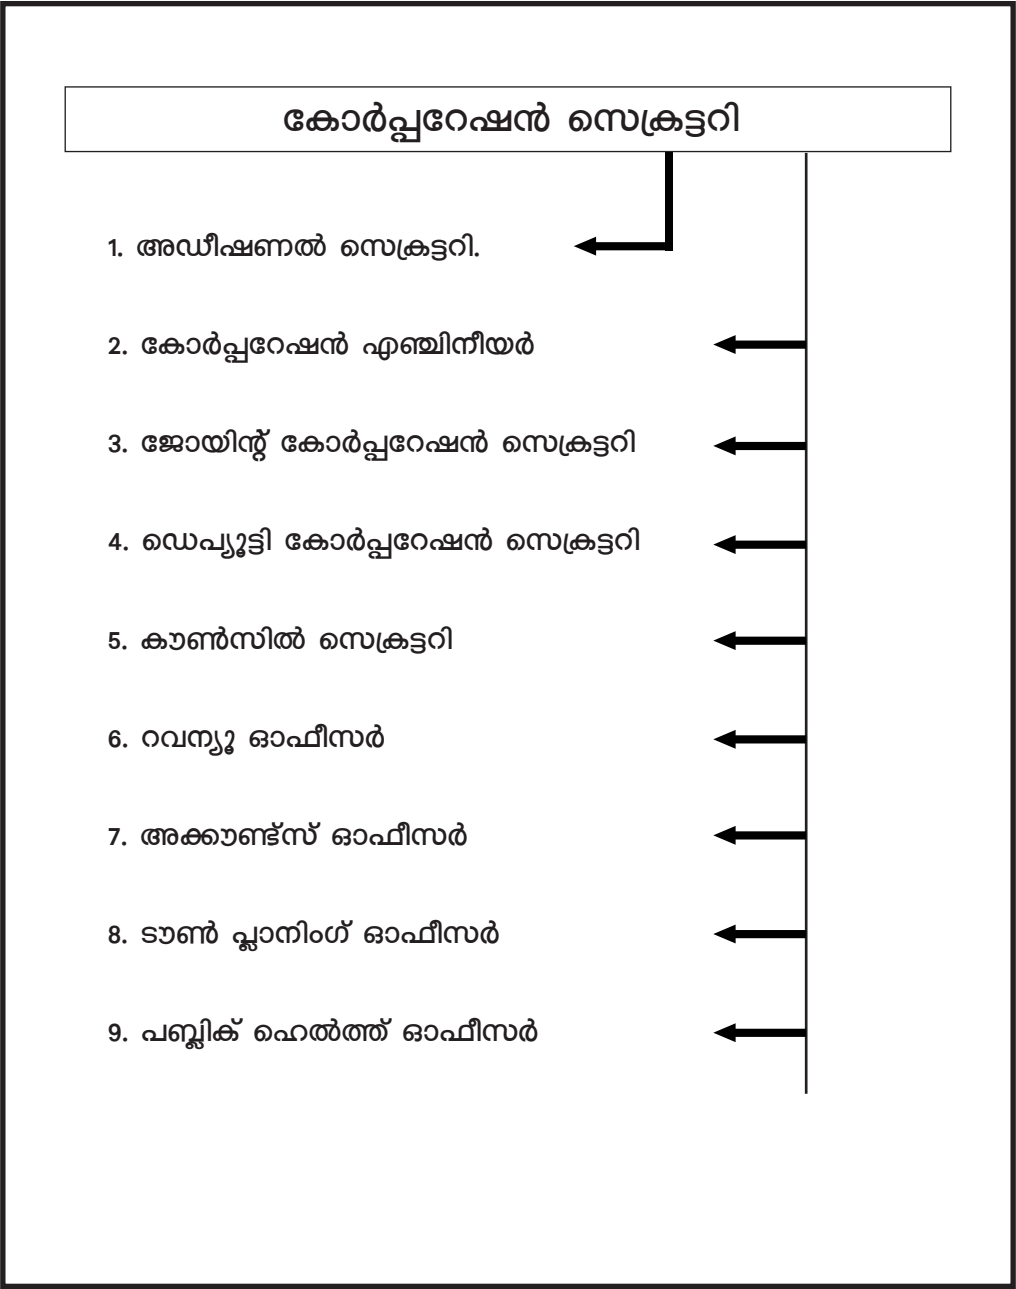 കോർപ്പറേഷൻ സെക്രട്ടറി
1. അഡീഷണൽ സെക്രട്ടറി.
2. കോർപ്പറേഷൻ എഞ്ചിനീയർ
3. ജോയിന്റ് കോർപ്പറേഷൻ സെക്രട്ടറി
4. ഡെപ്യൂട്ടി കോർപ്പറേഷൻ സെക്രട്ടറി
5. കൗൺസിൽ സെക്രട്ടറി
6. റവന്യൂ ഓഫീസർ
7. അക്കൗണ്ട്സ് ഓഫീസർ
8. ടൗൺ പ്ലാനിംഗ് ഓഫീസർ
9. പബ്ലിക് ഹെൽത്ത് ഓഫീസർ